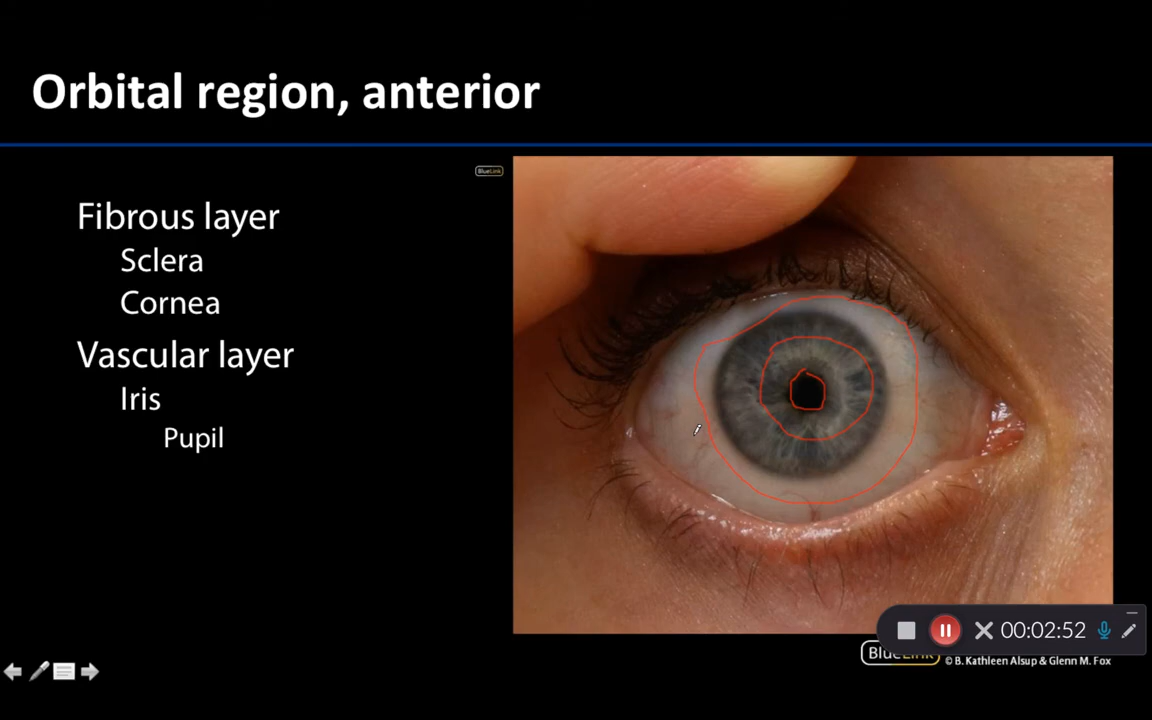 Orbital region, anterior
BlueLink
Fibrous layer
Sclera
Cornea
Vascular layer
Iris
Pupil
00:02:52
BlueLink
© B. Kathleen Alsup & Glenn M. Fox